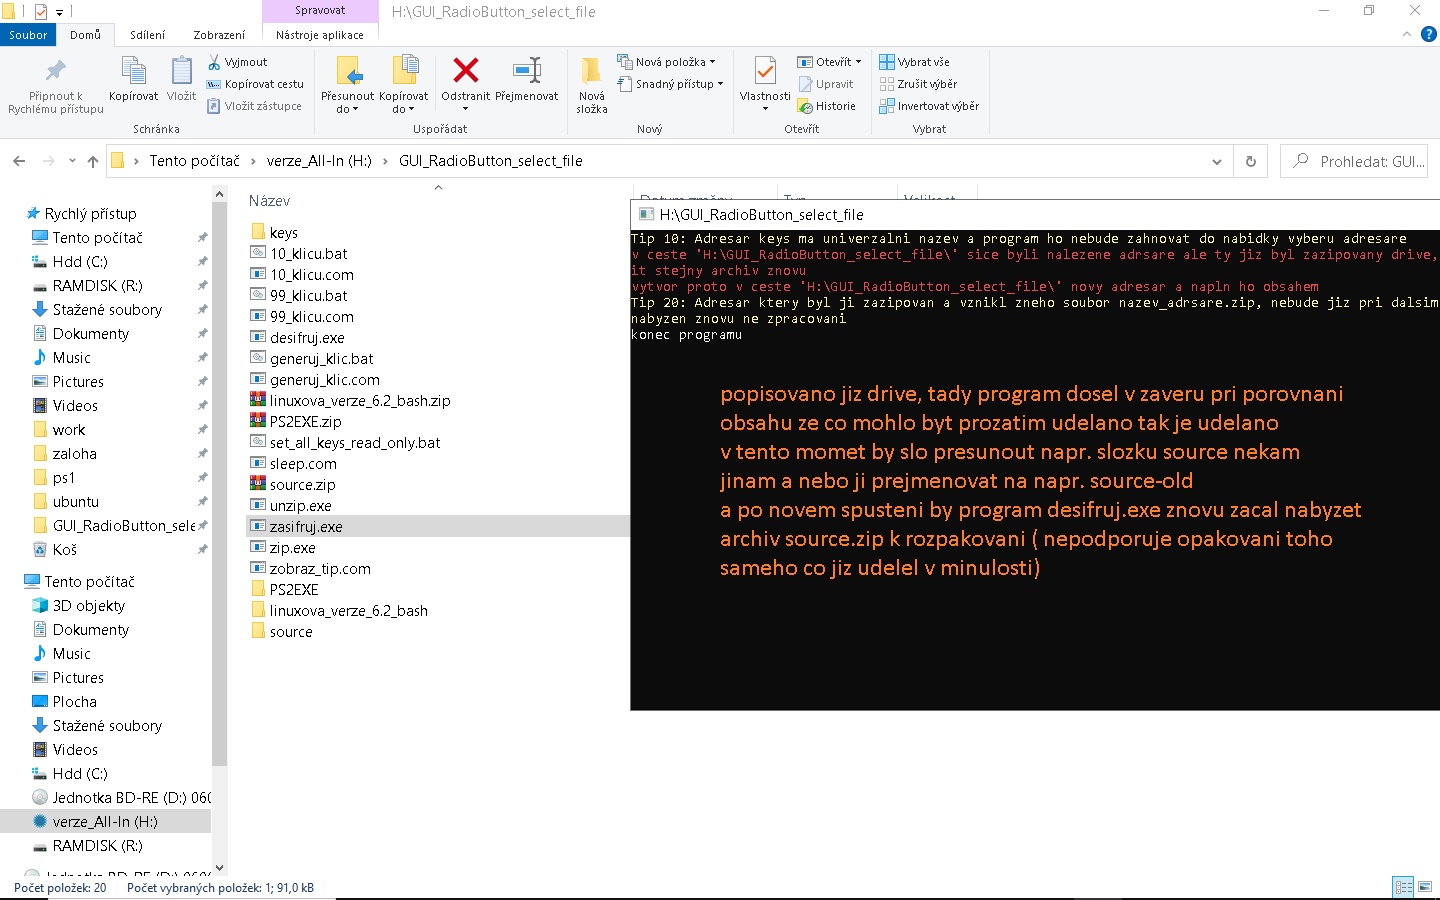 Spravovat
H:\GUI_RadioButton_select_file
Soubor
Domů
Sdílení
Zobrazení
Nástroje aplikace
Připnout k
Rychlému přístupu
Kopírovat
Vložit
Vyjmout
Kopírovat cestu
Vložit zástupce
Schránka
Přesunout
do
Kopírovat
do
Odstranit
Přejmenovat
Uspořádat
Nová
složka
Nová položka
Snadný přístup
Nový
Vlastnosti
Otevřít
Upravit
Historie
Otevřít
Vybrat vše
Zrušit výběr
Invertovat výběr
Vybrat
Tento počítač › verze_All-In (H:) › GUI_RadioButton_select_file
Prohledat: GUI...
Rychlý přístup
Tento počítač
Hdd (C:)
RAMDISK (R:)
Stažené soubory
Dokumenty
Music
Pictures
Videos
work
zaloha
ps1
ubuntu
GUI_RadioButton_sele
Koš
Tento počítač
3D objekty
Dokumenty
Music
Pictures
Plocha
Stažené soubory
Videos
Hdd (C:)
Jednotka BD-RE (D:) 060
verze_All-In (H:)
RAMDISK (R:)
Jednotka BD-RE (D:) 060
Název
Datum změny
Typ
Velikost
keys
10_klicu.bat
10_klicu.com
99_klicu.bat
99_klicu.com
desifruj.exe
generuj_klic.bat
generuj_klic.com
linuxova_verze_6.2_bash.zip
PS2EXE.zip
set_all_keys_read_only.bat
sleep.com
source.zip
unzip.exe
zasifruj.exe
zip.exe
zobraz_tip.com
PS2EXE
linuxova_verze_6.2_bash
source
H:\GUI_RadioButton_select_file
Tip 10: Adresar keys ma univerzalni nazev a program ho nebude zahnovat do nabidky vyberu adresare
v ceste 'H:\GUI_RadioButton_select_file\' sice byli nalezene adrsare ale ty jiz byl zazipovany drive,
it stejny archiv znovu
vytvor proto v ceste 'H:\GUI_RadioButton_select_file\' novy adresar a napln ho obsahem
Tip 20: Adresar ktery byl ji zazipovan a vznikl zneho soubor nazev_adrsare.zip, nebude jiz pri dalsim
nabyzen znovu ne zpracovani
konec programu
popisovano jiz drive, tady program dosel v zaveru pri porovnani
obsahu ze co mohlo byt prozatim udelano tak je udelano
v tento momet by slo presunout napr. slozku source nekam
jinam a nebo ji prejmenovat na napr. source-old
a po novem spusteni by program desifruj.exe znovu zacal nabyzet
archiv source.zip k rozpakovani ( nepodporuje opakovani toho
sameho co jiz udelel v minulosti)
Počet položek: 20
Počet vybraných položek: 1; 91,0 kB